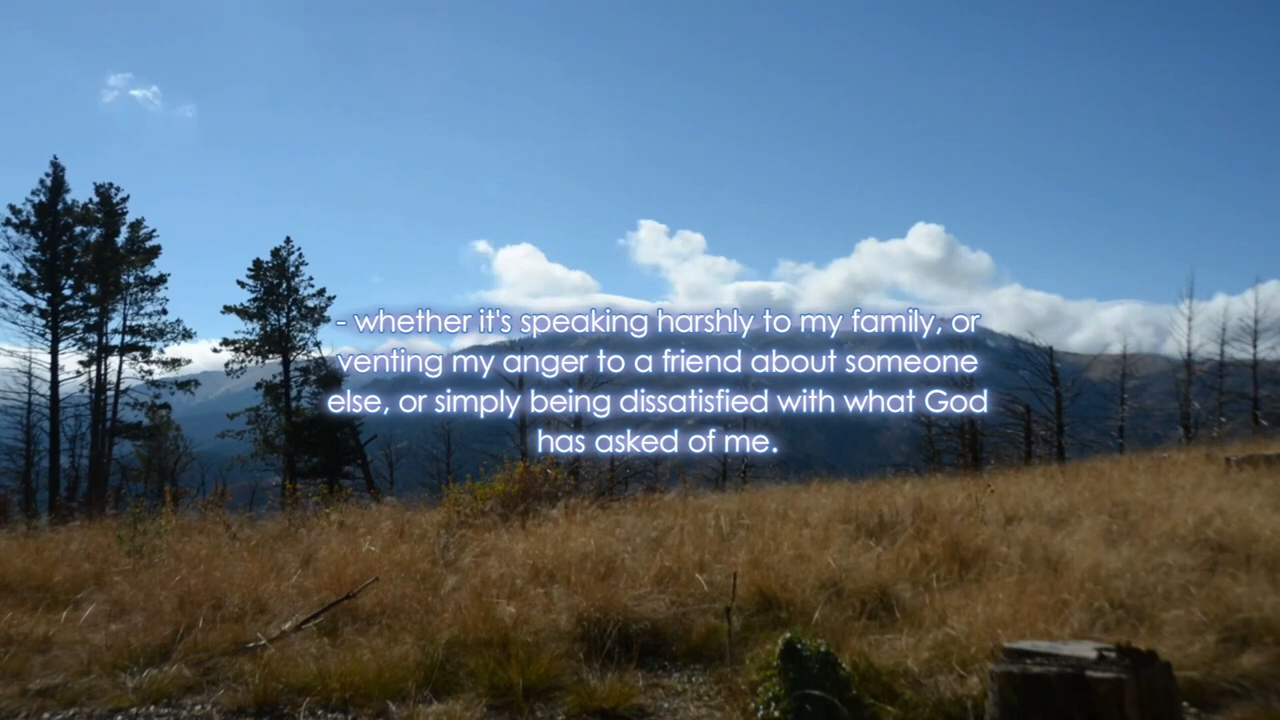 - whether it's speaking harshly to my family, or
venting my anger to a friend about someone
else, or simply being dissatisfied with what God
has asked of me.